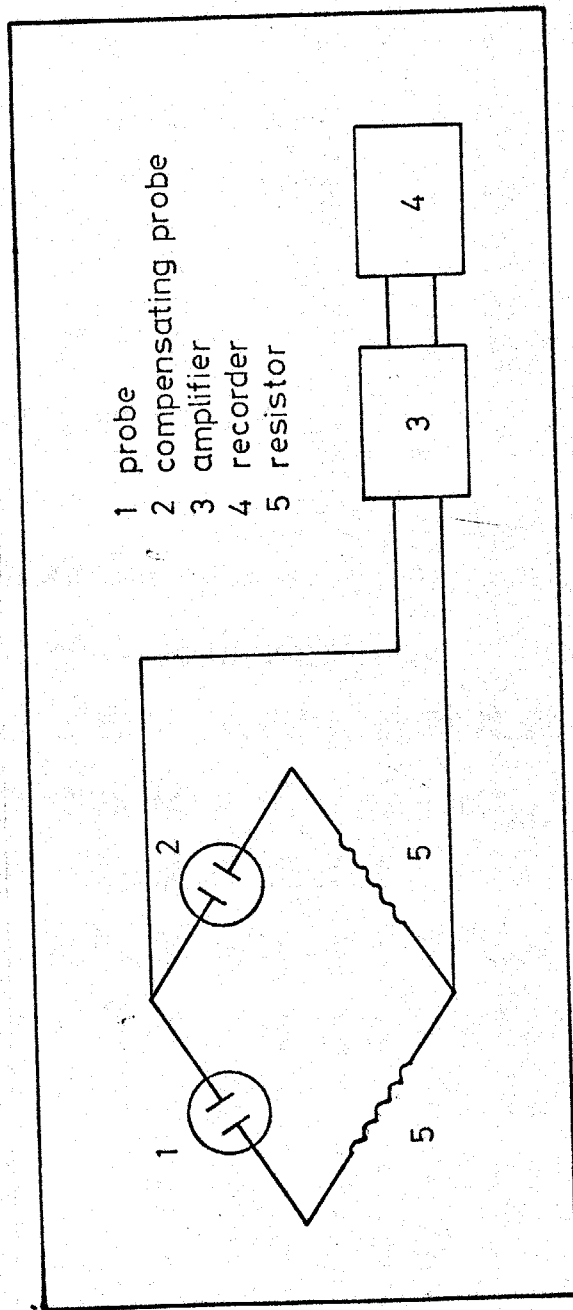 1 probe
2 compensating probe
3 amplifier
4 recorder
5 resistor
1
2
5
5
3
4